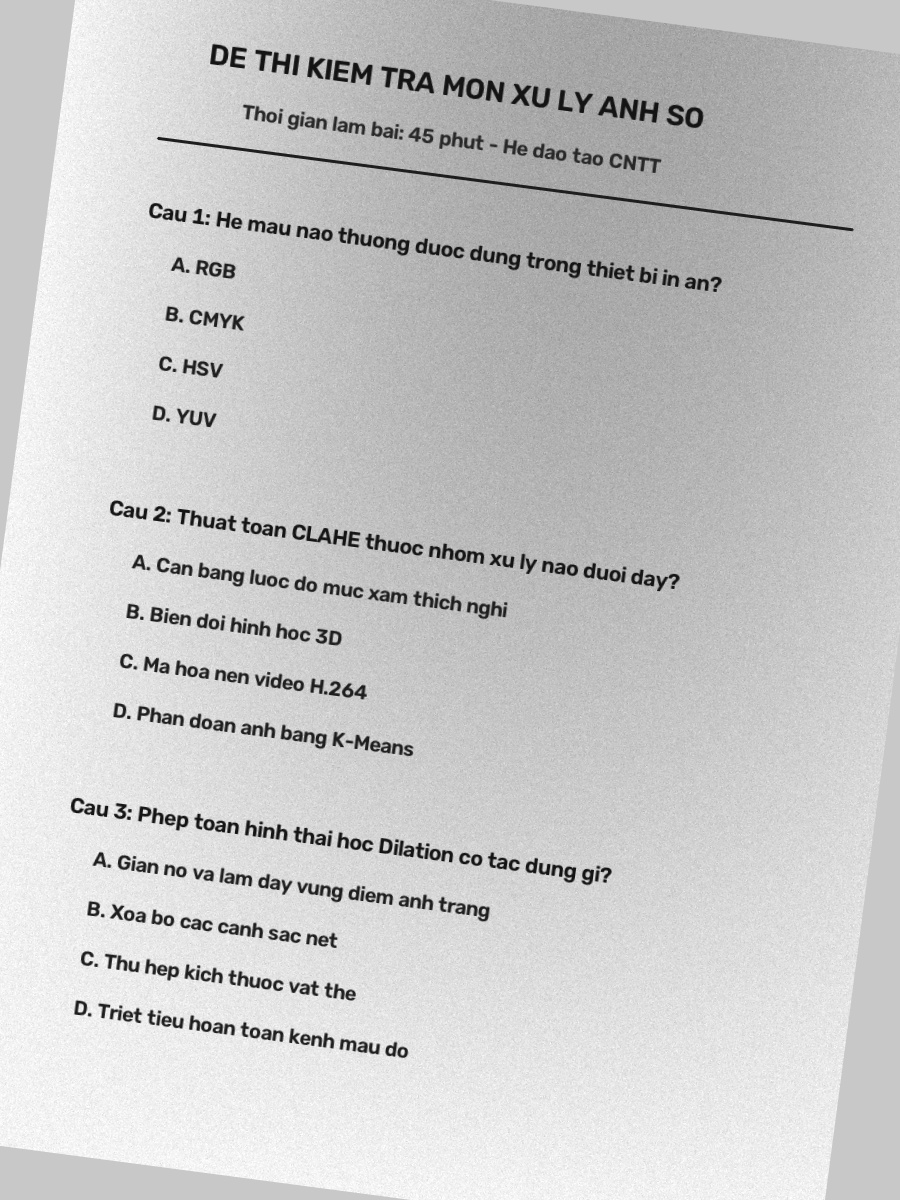 DE THI KIEM TRA MON XU LY ANH SO
Thoi gian lam bai: 45 phut - He dao tao CNTT
Cau 1: He mau nao thuong duoc dung trong thiet bi in an?
A. RGB
B. CMYK
C. HSV
D. YUV
Cau 2: Thuat toan CLAHE thuoc nhom xu ly nao duoi day?
A. Can bang luoc do muc xam thich nghi
B. Bien doi hinh hoc 3D
C. Ma hoa nen video H.264
D. Phan doan anh bang K-Means
Cau 3: Phep toan hinh thai hoc Dilation co tac dung gi?
A. Gian no va lam day vung diem anh trang
B. Xoa bo cac canh sac net
C. Thu hep kich thuoc vat the
D. Triet tieu hoan toan kenh mau do